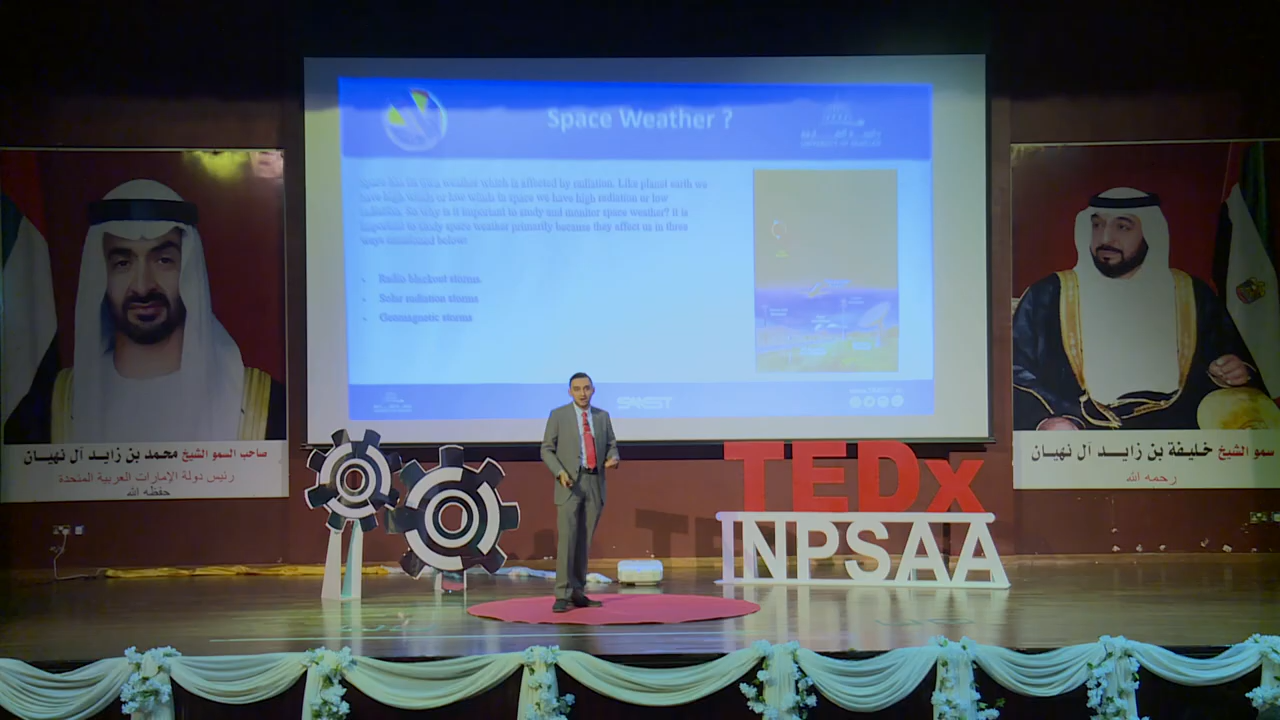 Space Weather ?
Space has its own weather which is affected by radiation. Like planet earth we
have high winds or low winds in space we have high radiation or low
radiation. So why is it important to study and monitor space weather? it is
important to study space weather primarily because they affect us in three
ways mentioned below:
Radio blackout storms
Solar radiation storms
Geomagnetic storms
صاحب السمو الشيخ محمد بن زايد آل نهيان
رئيس دولة الإمارات العربية المتحدة
حفظه الله
سمو الشيخ خليفة بن زايد آل نهيان
رحمه الله
TEDx
INPSAA